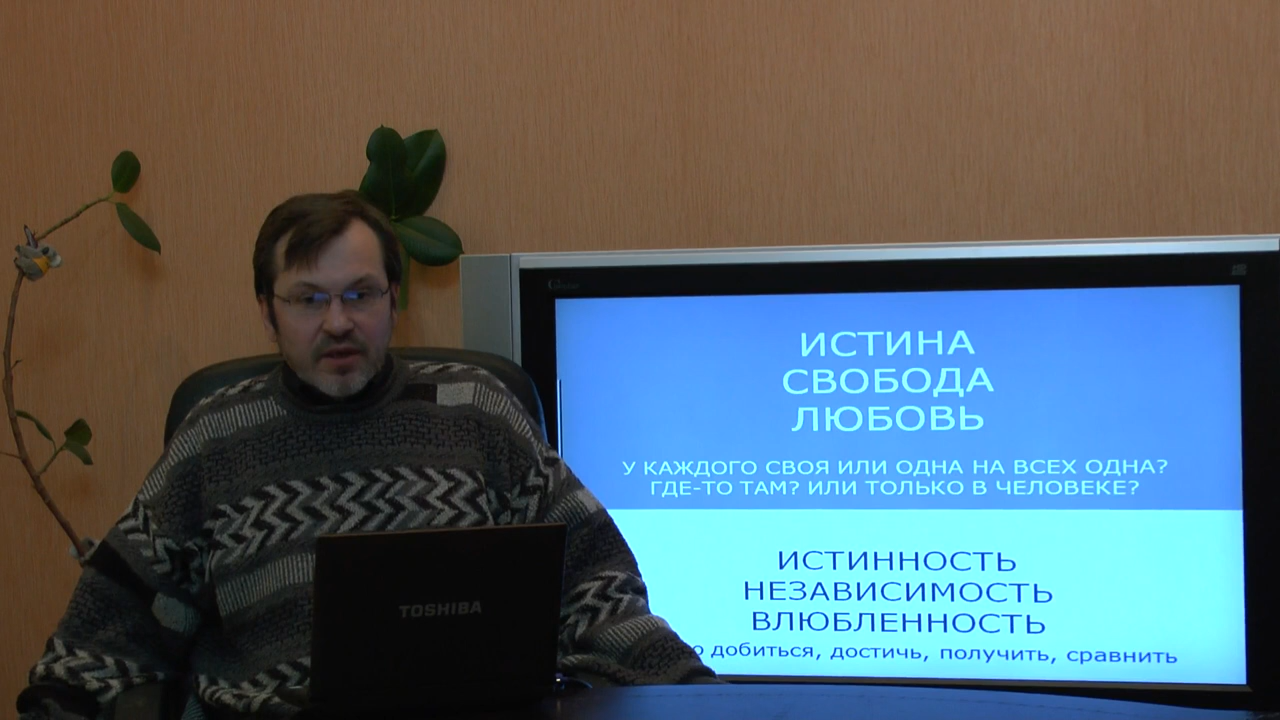 ИСТИНА
СВОБОДА
ЛЮБОВЬ
У КАЖДОГО СВОЯ ИЛИ ОДНА НА ВСЕХ ОДНА?
ГДЕ-ТО ТАМ? ИЛИ ТОЛЬКО В ЧЕЛОВЕКЕ?
ИСТИННОСТЬ
НЕЗАВИСИМОСТЬ
ВЛЮБЛЕННОСТЬ
добиться, достичь, получить, сравнить
TOSHIBA